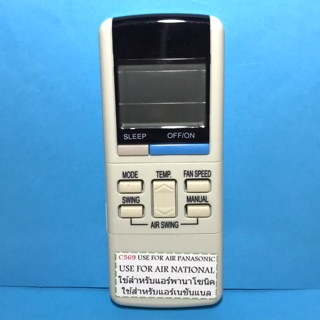 SLEEP OFF/ON
MODE TEMP. FAN SPEED
SWING MANUAL
AIR SWING
C569 USE FOR AIR PANASONIC
USE FOR AIR NATIONAL
ใช้สำหรับแอร์พานาโซนิค
ใช้สำหรับแอร์เนชั่นแนล